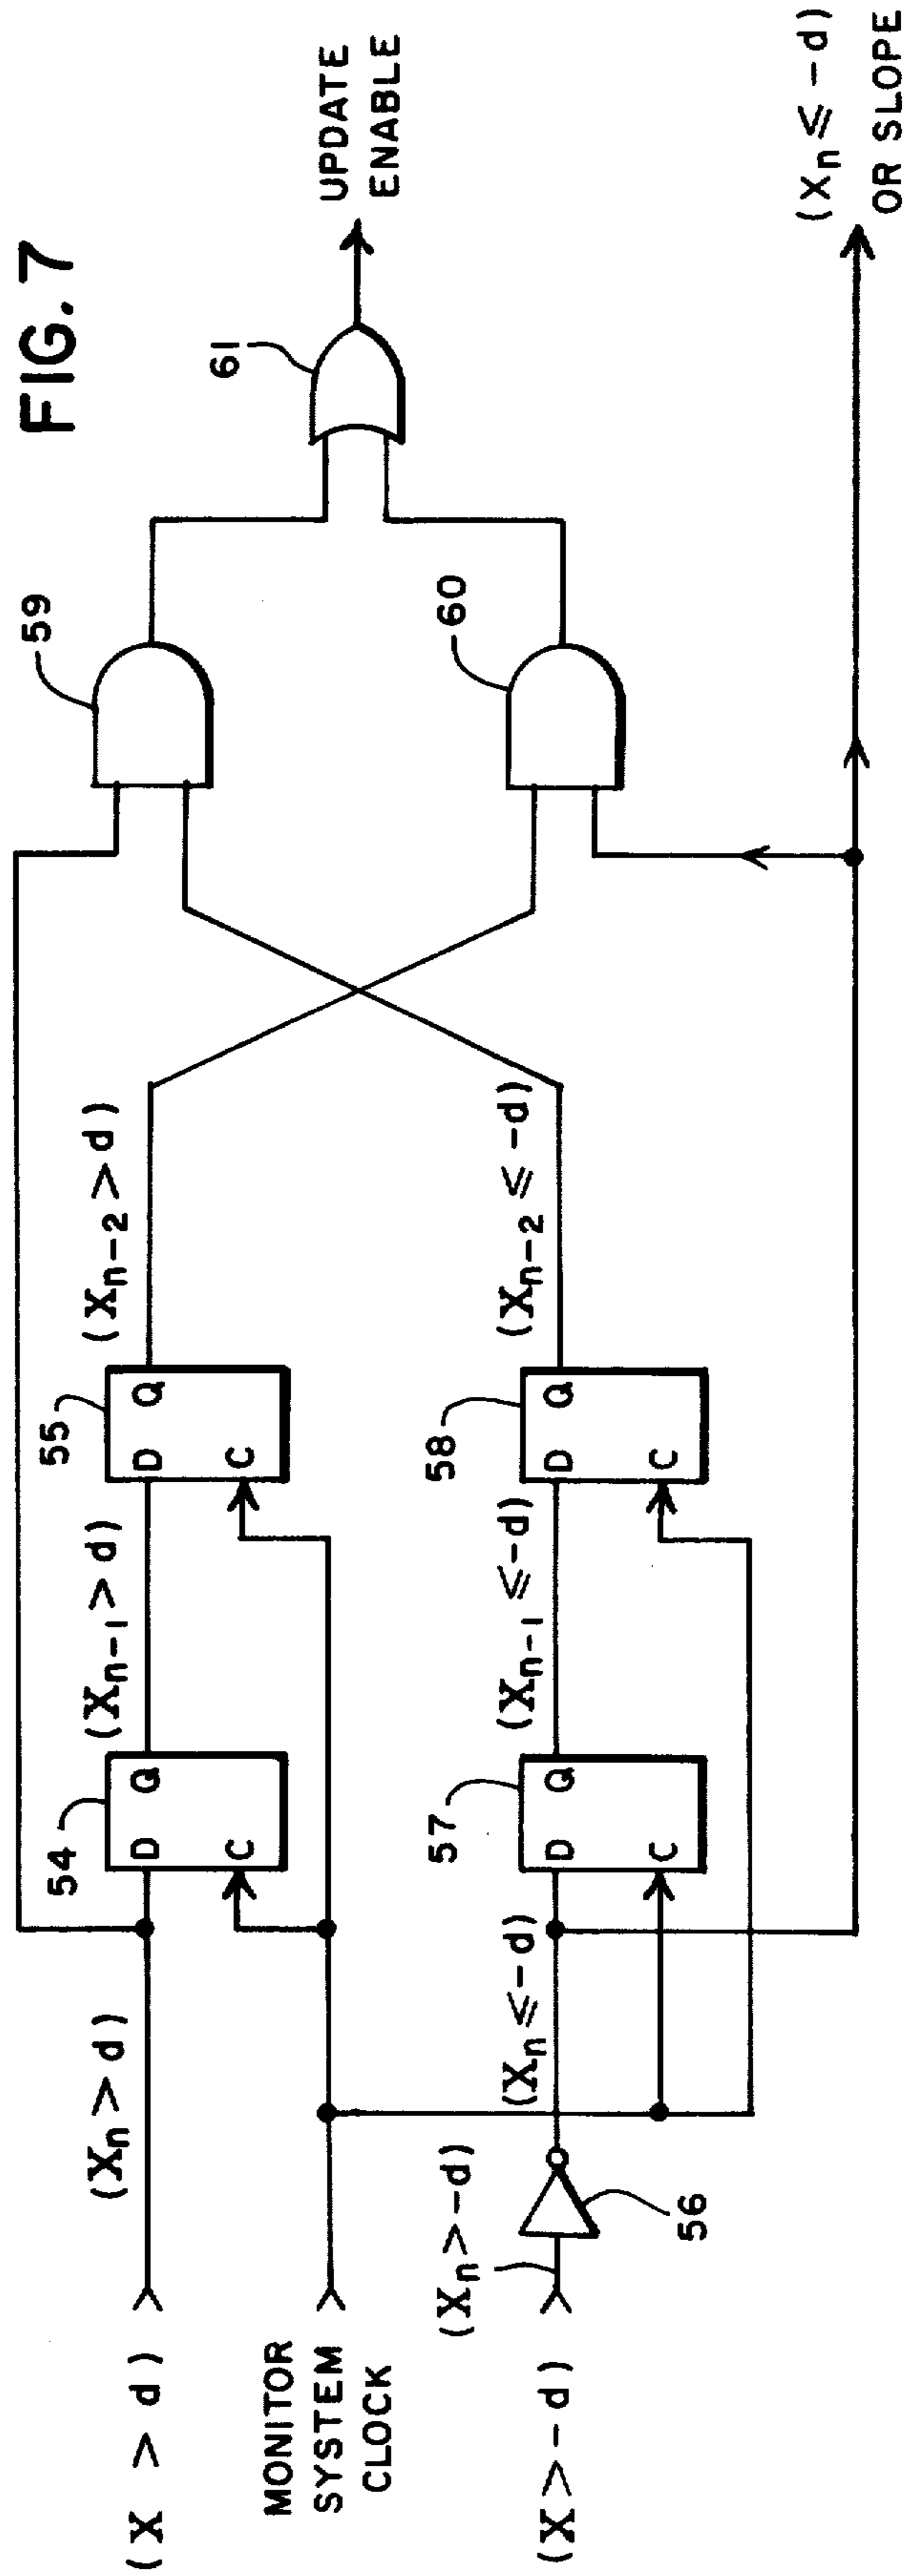 FIG. 7
(X > d)
(Xn > d)
54
D Q
C
(Xn-1 > d)
55
D Q
C
(Xn-2 > d)
59
61
UPDATE
ENABLE
MONITOR
SYSTEM
CLOCK
(X > -d)
(Xn > -d)
56
(Xn ⩽ -d)
57
D Q
C
(Xn-1 ⩽ -d)
58
D Q
C
(Xn-2 ⩽ -d)
60
(Xn ⩽ -d)
OR SLOPE